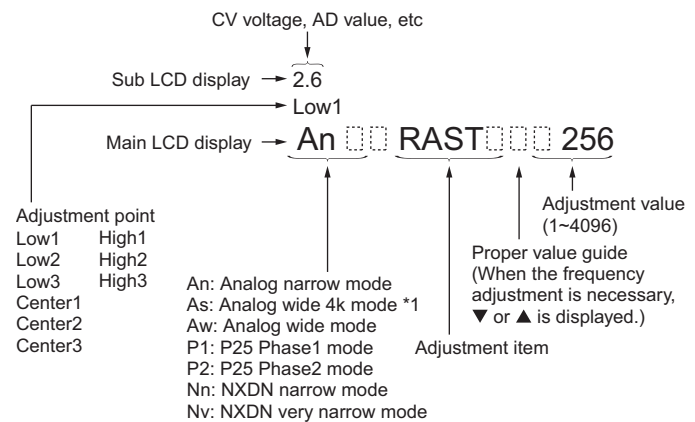 CV voltage, AD value, etc
Sub LCD display
2.6
Low1
Main LCD display
An RAST 256
Adjustment point
Low1 High1
Low2 High2
Low3 High3
Center1
Center2
Center3
An: Analog narrow mode
As: Analog wide 4k mode *1
Aw: Analog wide mode
P1: P25 Phase1 mode
P2: P25 Phase2 mode
Nn: NXDN narrow mode
Nv: NXDN very narrow mode
Adjustment item
Proper value guide
(When the frequency
adjustment is necessary,
▼ or ▲ is displayed.)
Adjustment value
(1~4096)